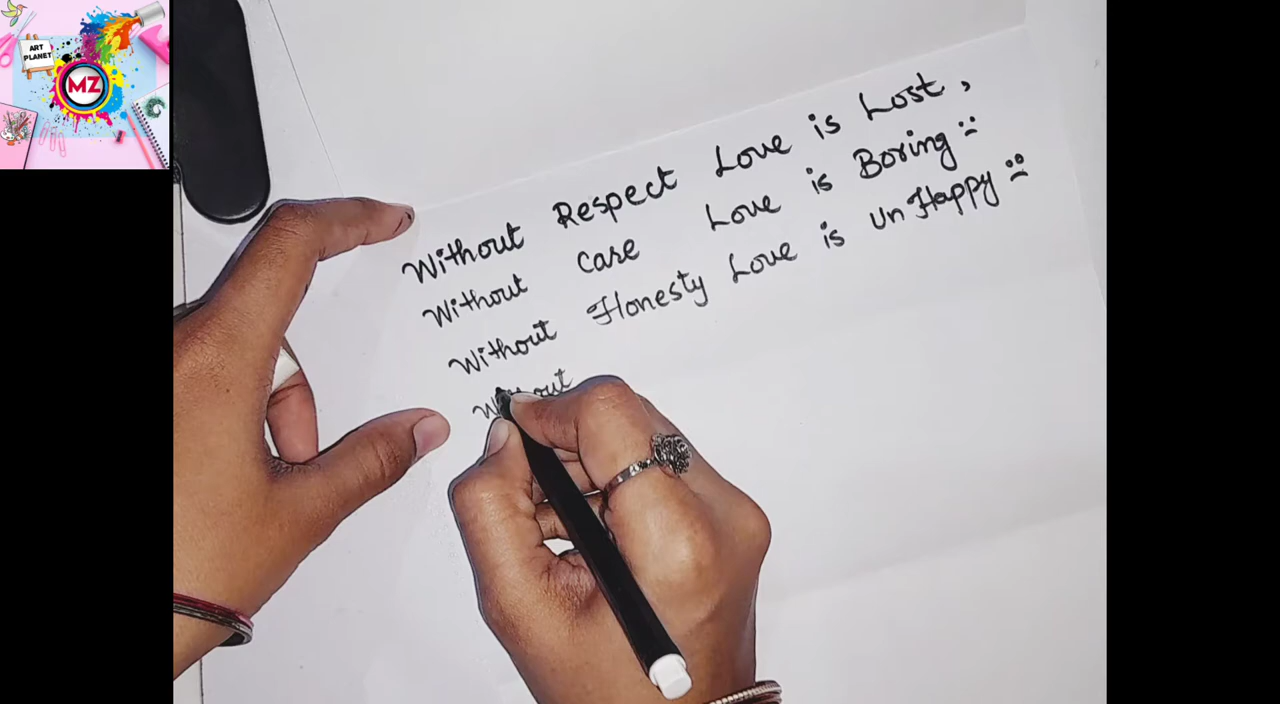 ART
PLANET
MZ
Without Respect Love is Lost,
Without Care Love is Boring :(
Without Honesty Love is UnHappy :(
Without